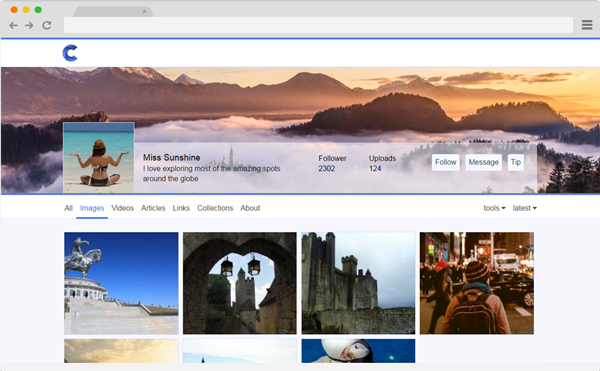 C
Miss Sunshine
I love exploring most of the amazing spots
around the globe
Follower
2302
Uploads
124
Follow
Message
Tip
All
Images
Videos
Articles
Links
Collections
About
tools
latest